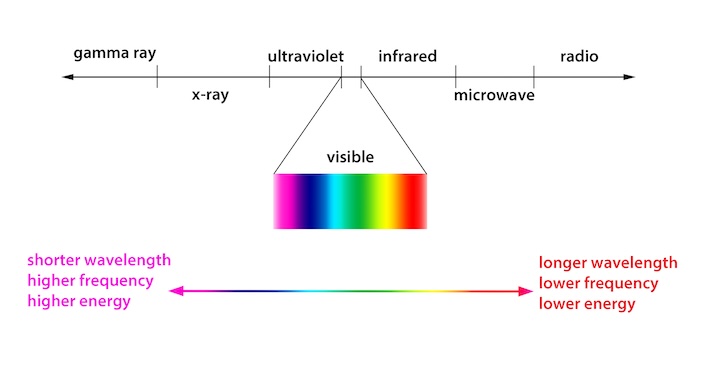 gamma ray
ultraviolet
infrared
radio
x-ray
microwave
visible
shorter wavelength
higher frequency
higher energy
longer wavelength
lower frequency
lower energy